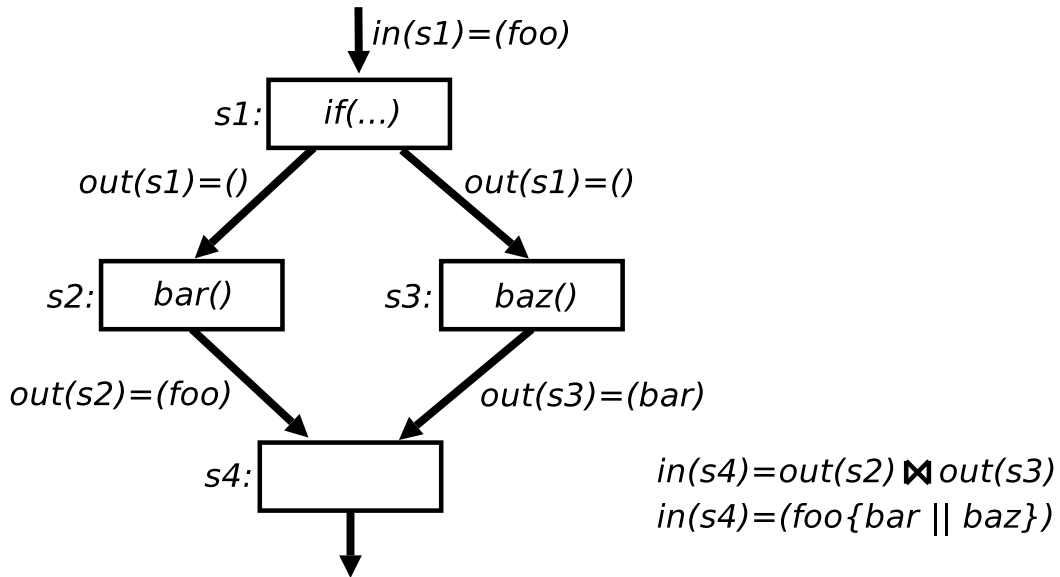 in(s1)=(foo)
s1:
if(...)
out(s1)=()
out(s1)=()
s2:
bar()
s3:
baz()
out(s2)=(foo)
out(s3)=(bar)
s4:
in(s4)=out(s2)⋈out(s3)
in(s4)=(foo{bar || baz})